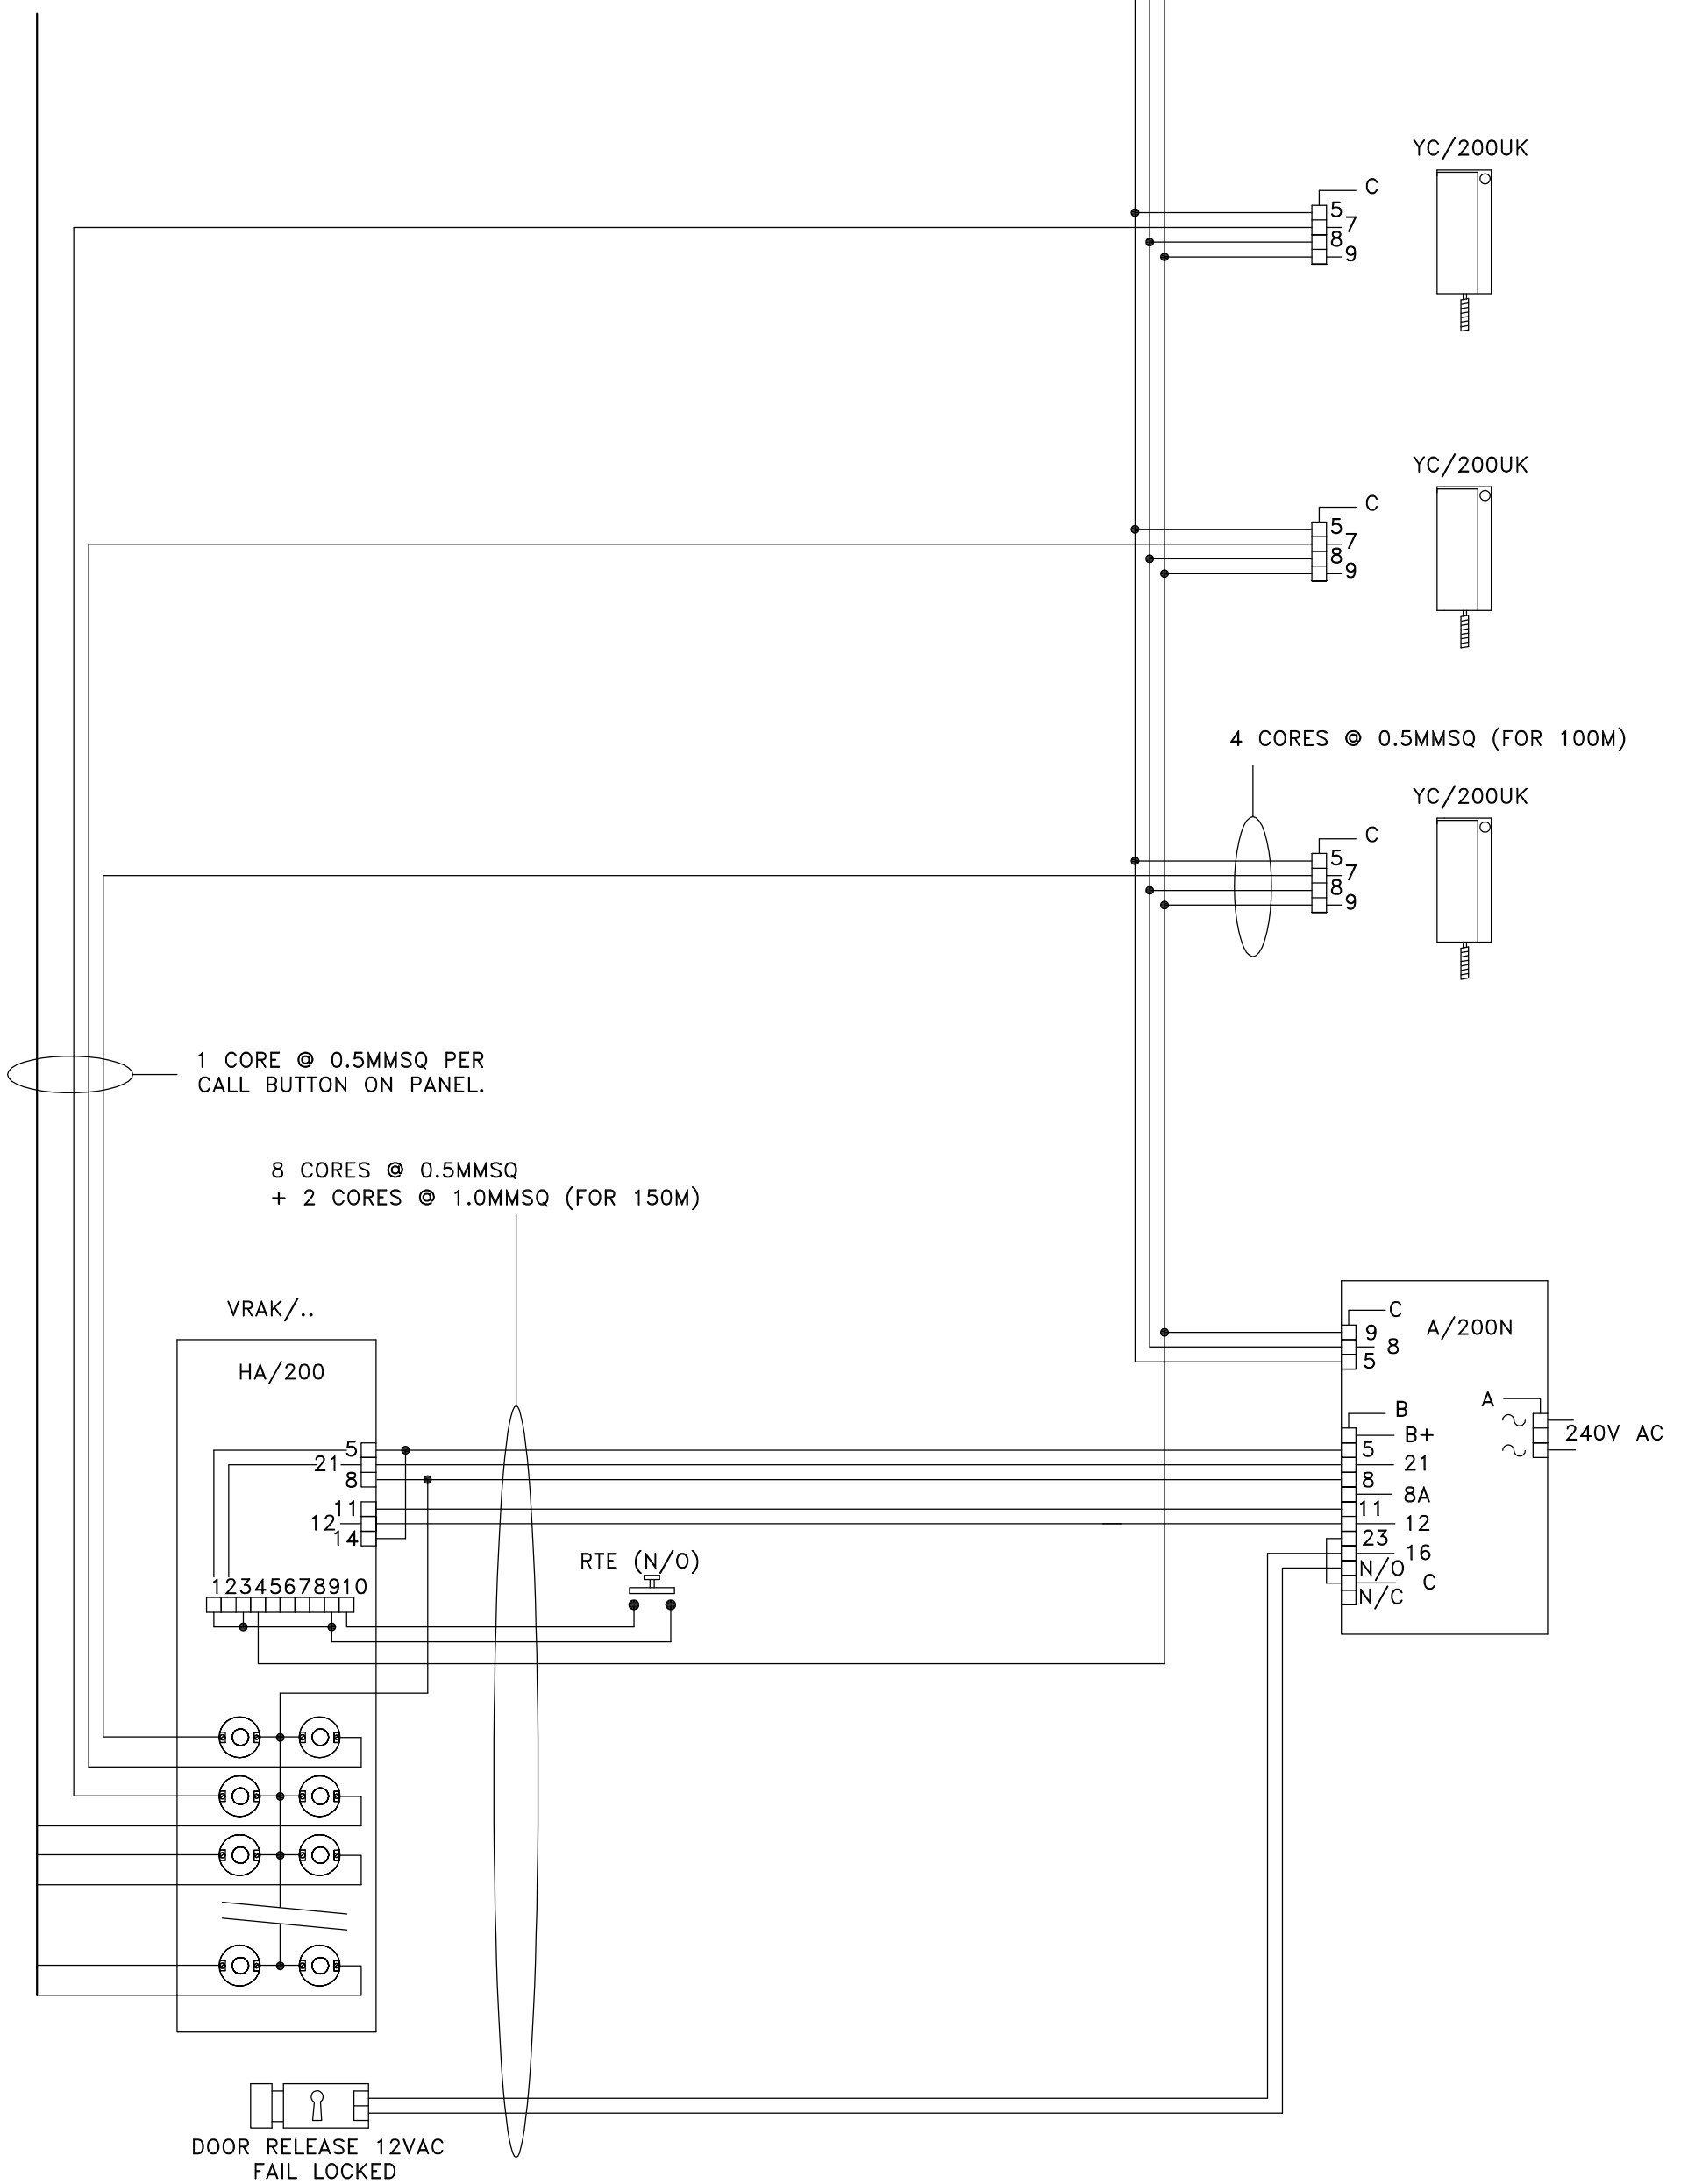 YC/200UK
C
5
7
8
9
YC/200UK
C
5
7
8
9
4 CORES @ 0.5MMSQ (FOR 100M)
YC/200UK
C
5
7
8
9
1 CORE @ 0.5MMSQ PER
CALL BUTTON ON PANEL.
8 CORES @ 0.5MMSQ
+ 2 CORES @ 1.0MMSQ (FOR 150M)
VRAK/..
HA/200
5
21
8
11
12
14
12345678910
RTE (N/O)
C
A/200N
9
8
5
A
240V AC
B
B+
5
21
8
8A
11
12
23
16
N/O
C
N/C
DOOR RELEASE 12VAC
FAIL LOCKED